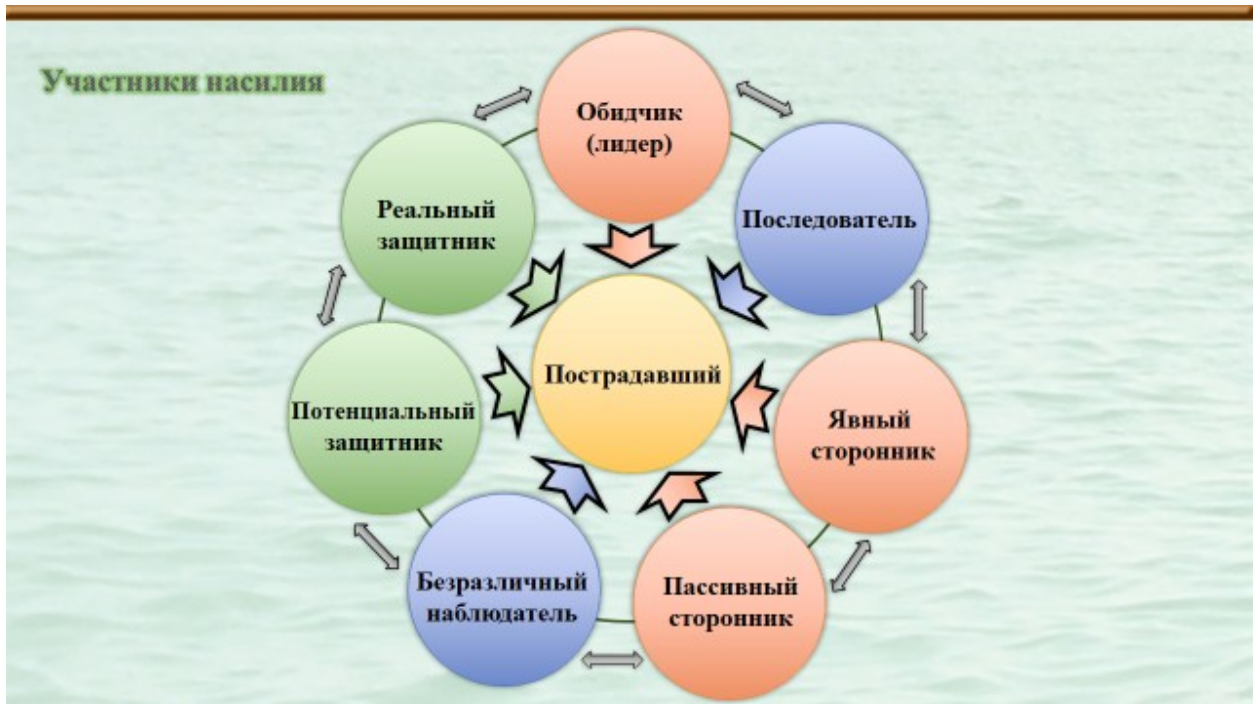 Участники насилия
Обидчик
(лидер)
Последователь
Явный
сторонник
Пассивный
сторонник
Безразличный
наблюдатель
Потенциальный
защитник
Реальный
защитник
Пострадавший